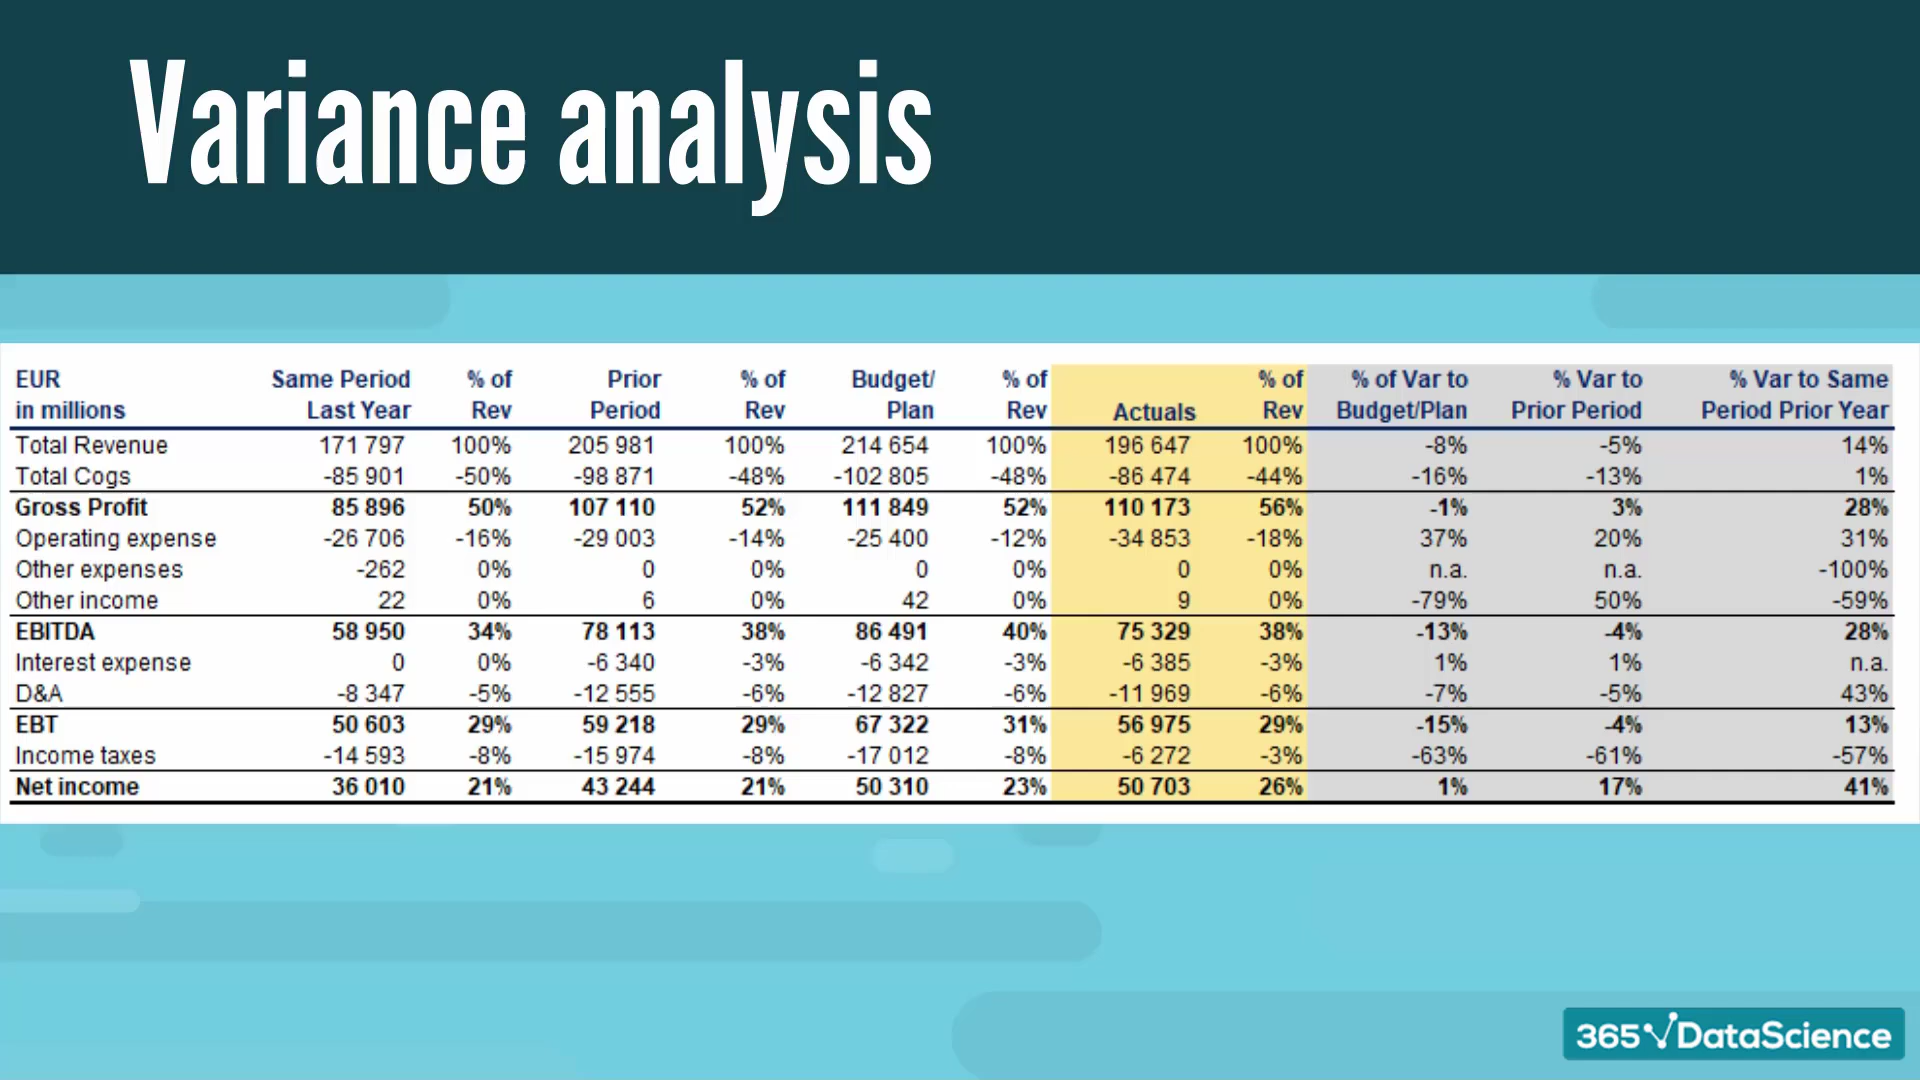 Variance analysis
EUR Same Period % of Prior % of Budget/ % of % of % of Var to % Var to % Var to Same
in millions Last Year Rev Period Rev Plan Rev Actuals Rev Budget/Plan Prior Period Period Prior Year
Total Revenue 171 797 100% 205 981 100% 214 654 100% 196 647 100% -8% -5% 14%
Total Cogs -85 901 -50% -98 871 -48% -102 805 -48% -86 474 -44% -16% -13% 1%
Gross Profit 85 896 50% 107 110 52% 111 849 52% 110 173 56% -1% 3% 28%
Operating expense -26 706 -16% -29 003 -14% -25 400 -12% -34 853 -18% 37% 20% 31%
Other expenses -262 0% 0 0% 0 0% 0 0% n.a. n.a. -100%
Other income 22 0% 6 0% 42 0% 9 0% -79% 50% -59%
EBITDA 58 950 34% 78 113 38% 86 491 40% 75 329 38% -13% -4% 28%
Interest expense 0 0% -6 340 -3% -6 342 -3% -6 385 -3% 1% 1% n.a.
D&A -8 347 -5% -12 555 -6% -12 827 -6% -11 969 -6% -7% -5% 43%
EBT 50 603 29% 59 218 29% 67 322 31% 56 975 29% -15% -4% 13%
Income taxes -14 593 -8% -15 974 -8% -17 012 -8% -6 272 -3% -63% -61% -57%
Net income 36 010 21% 43 244 21% 50 310 23% 50 703 26% 1% 17% 41%
365 DataScience